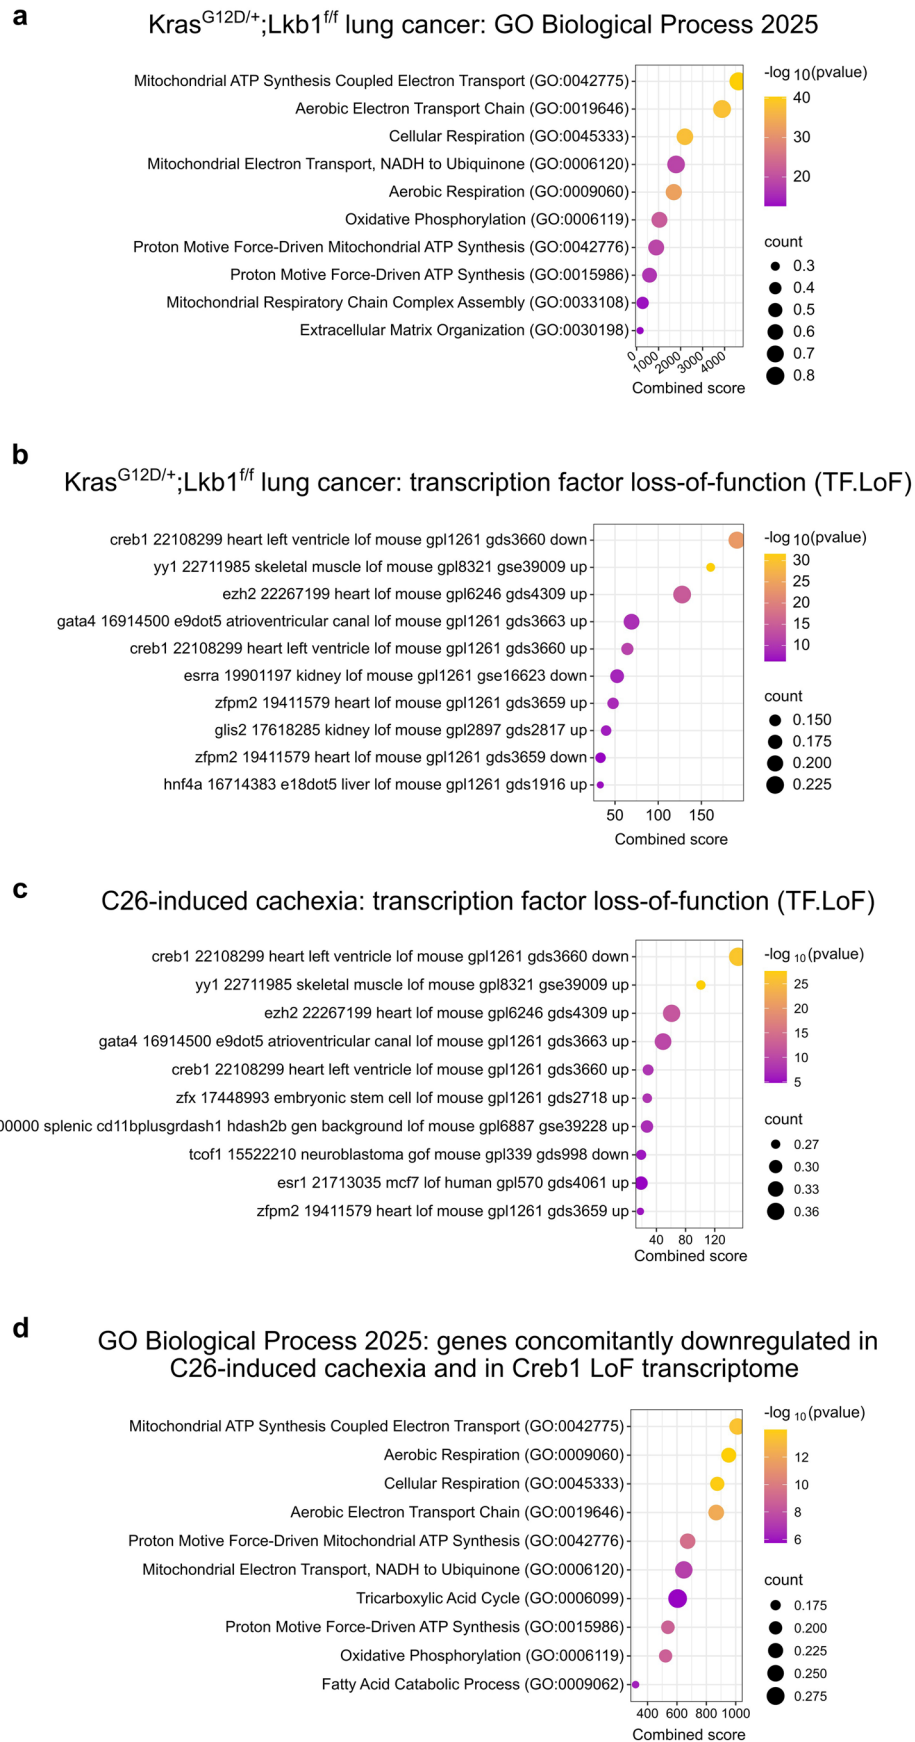 a
Kras^G12D/+;Lkb1^f/f lung cancer: GO Biological Process 2025
Mitochondrial ATP Synthesis Coupled Electron Transport (GO:0042775)
Aerobic Electron Transport Chain (GO:0019646)
Cellular Respiration (GO:0045333)
Mitochondrial Electron Transport, NADH to Ubiquinone (GO:0006120)
Aerobic Respiration (GO:0009060)
Oxidative Phosphorylation (GO:0006119)
Proton Motive Force-Driven Mitochondrial ATP Synthesis (GO:0042776)
Proton Motive Force-Driven ATP Synthesis (GO:0015986)
Mitochondrial Respiratory Chain Complex Assembly (GO:0033108)
Extracellular Matrix Organization (GO:0030198)
0 1000 2000 3000 4000
Combined score
-log 10(pvalue)
40
30
20
count
0.3
0.4
0.5
0.6
0.7
0.8
b
Kras^G12D/+;Lkb1^f/f lung cancer: transcription factor loss-of-function (TF.LoF)
creb1 22108299 heart left ventricle lof mouse gpl1261 gds3660 down
yy1 22711985 skeletal muscle lof mouse gpl8321 gse39009 up
ezh2 22267199 heart lof mouse gpl6246 gds4309 up
gata4 16914500 e9dot5 atrioventricular canal lof mouse gpl1261 gds3663 up
creb1 22108299 heart left ventricle lof mouse gpl1261 gds3660 up
esrra 19901197 kidney lof mouse gpl1261 gse16623 down
zfpm2 19411579 heart lof mouse gpl1261 gds3659 up
glis2 17618285 kidney lof mouse gpl2897 gds2817 up
zfpm2 19411579 heart lof mouse gpl1261 gds3659 down
hnf4a 16714383 e18dot5 liver lof mouse gpl1261 gds1916 up
50 100 150
Combined score
-log 10(pvalue)
30
25
20
15
10
count
0.150
0.175
0.200
0.225
c
C26-induced cachexia: transcription factor loss-of-function (TF.LoF)
creb1 22108299 heart left ventricle lof mouse gpl1261 gds3660 down
yy1 22711985 skeletal muscle lof mouse gpl8321 gse39009 up
ezh2 22267199 heart lof mouse gpl6246 gds4309 up
gata4 16914500 e9dot5 atrioventricular canal lof mouse gpl1261 gds3663 up
creb1 22108299 heart left ventricle lof mouse gpl1261 gds3660 up
zfx 17448993 embryonic stem cell lof mouse gpl1261 gds2718 up
00000 splenic cd11bplusgrdash1 hdash2b gen background lof mouse gpl6887 gse39228 up
tcof1 15522210 neuroblastoma gof mouse gpl339 gds998 down
esr1 21713035 mcf7 lof human gpl570 gds4061 up
zfpm2 19411579 heart lof mouse gpl1261 gds3659 up
40 80 120
Combined score
-log 10(pvalue)
25
20
15
10
5
count
0.27
0.30
0.33
0.36
d
GO Biological Process 2025: genes concomitantly downregulated in
C26-induced cachexia and in Creb1 LoF transcriptome
Mitochondrial ATP Synthesis Coupled Electron Transport (GO:0042775)
Aerobic Respiration (GO:0009060)
Cellular Respiration (GO:0045333)
Aerobic Electron Transport Chain (GO:0019646)
Proton Motive Force-Driven Mitochondrial ATP Synthesis (GO:0042776)
Mitochondrial Electron Transport, NADH to Ubiquinone (GO:0006120)
Tricarboxylic Acid Cycle (GO:0006099)
Proton Motive Force-Driven ATP Synthesis (GO:0015986)
Oxidative Phosphorylation (GO:0006119)
Fatty Acid Catabolic Process (GO:0009062)
400 600 800 1000
Combined score
-log 10(pvalue)
12
10
8
6
count
0.175
0.200
0.225
0.250
0.275